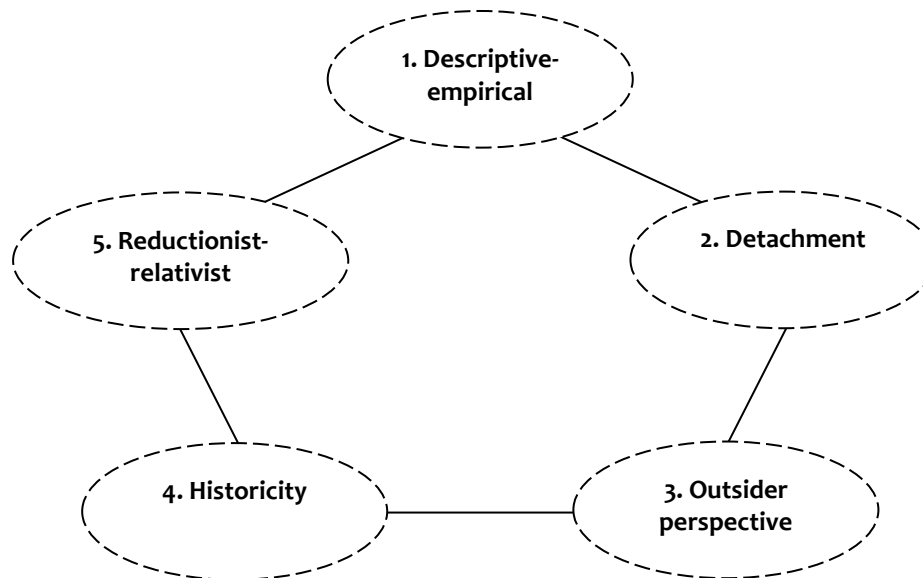 1. Descriptive-
empirical
2. Detachment
3. Outsider
perspective
4. Historicity
5. Reductionist-
relativist